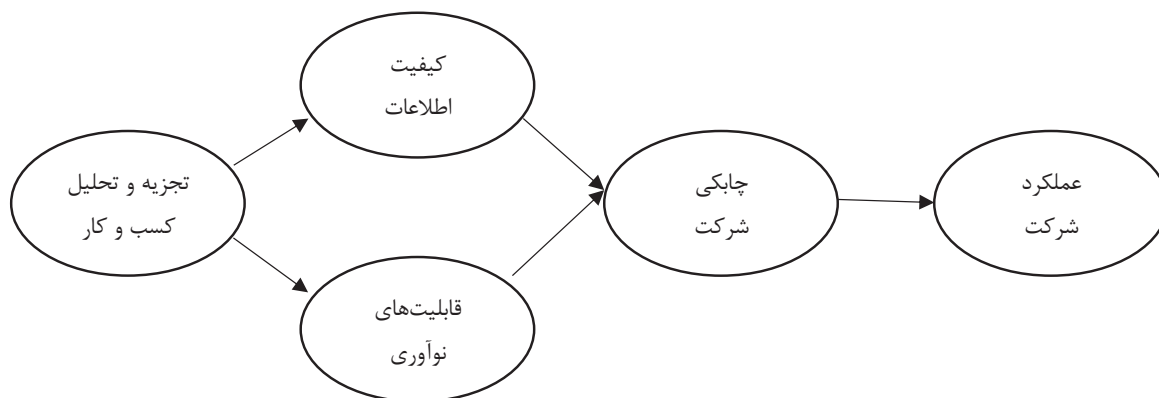 کیفیت
اطلاعات
تجزیه و تحلیل
کسب و کار
چابکی
شرکت
عملکرد
شرکت
قابلیت‌های
نوآوری